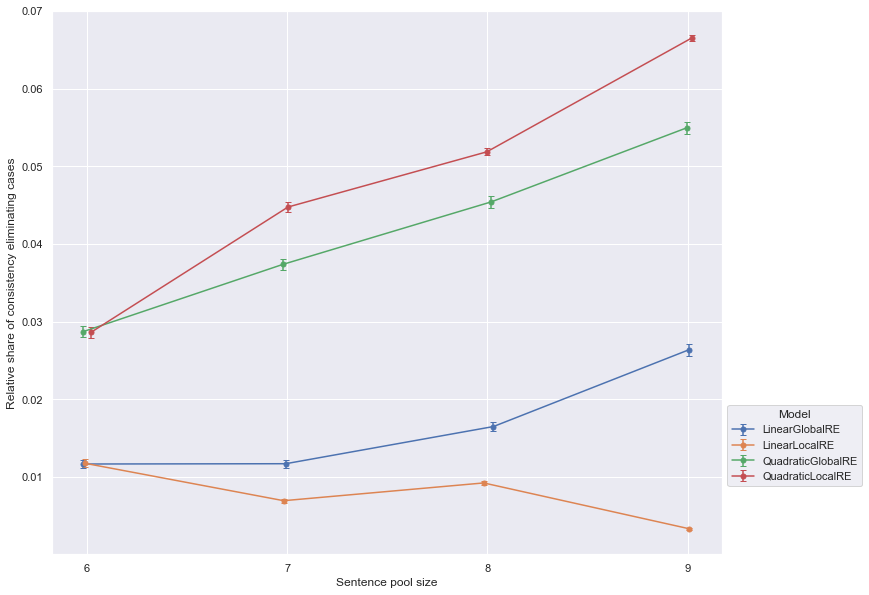 0.07
0.06
0.05
0.04
0.03
0.02
0.01
Relative share of consistency eliminating cases
6 7 8 9
Sentence pool size
Model
LinearGlobalRE
LinearLocalRE
QuadraticGlobalRE
QuadraticLocalRE